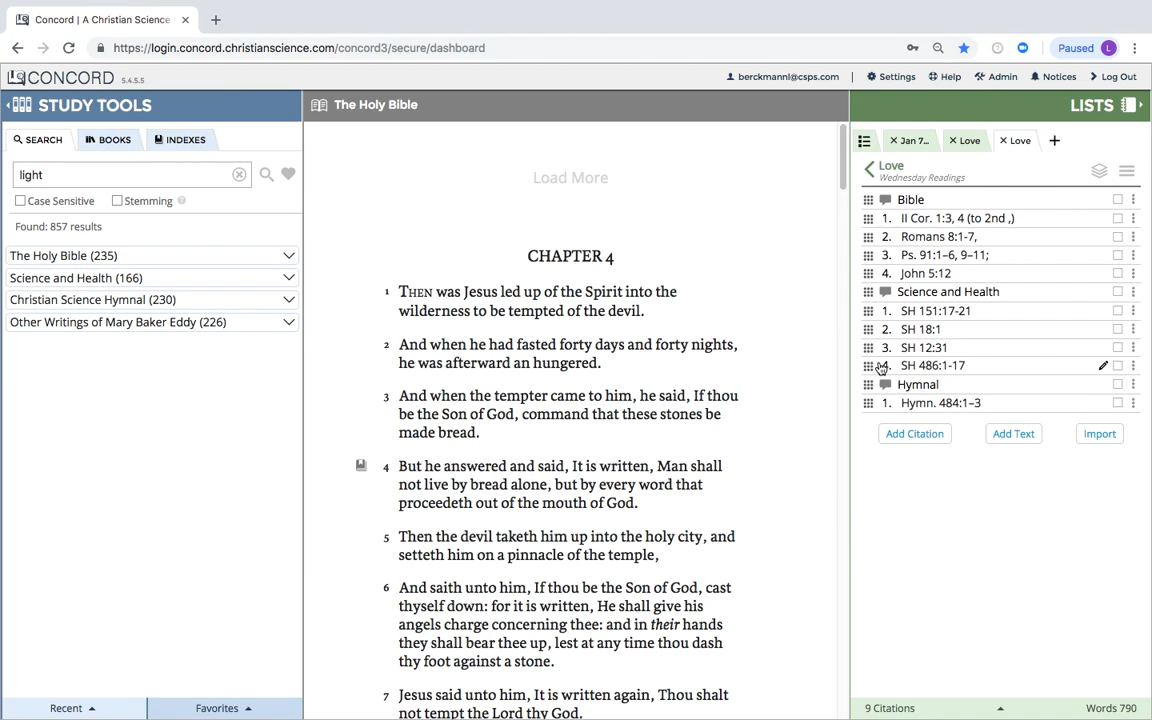 Concord | A Christian Science
https://login.concord.christianscience.com/concord3/secure/dashboard
Paused
L
CONCORD 5.4.5.5
berckmannl@csps.com
Settings
Help
Admin
Notices
Log Out
STUDY TOOLS
The Holy Bible
LISTS
SEARCH
BOOKS
INDEXES
Jan 7...
Love
Love
light
Case Sensitive
Stemming
Found: 857 results
The Holy Bible (235)
Science and Health (166)
Christian Science Hymnal (230)
Other Writings of Mary Baker Eddy (226)
Recent
Favorites
Load More
CHAPTER 4
1 THEN was Jesus led up of the Spirit into the
wilderness to be tempted of the devil.
2 And when he had fasted forty days and forty nights,
he was afterward an hungered.
3 And when the tempter came to him, he said, If thou
be the Son of God, command that these stones be
made bread.
4 But he answered and said, It is written, Man shall
not live by bread alone, but by every word that
proceedeth out of the mouth of God.
5 Then the devil taketh him up into the holy city, and
setteth him on a pinnacle of the temple,
6 And saith unto him, If thou be the Son of God, cast
thyself down: for it is written, He shall give his
angels charge concerning thee: and in their hands
they shall bear thee up, lest at any time thou dash
thy foot against a stone.
7 Jesus said unto him, It is written again, Thou shalt
not tempt the Lord thy God.
Love
Wednesday Readings
Bible
1. II Cor. 1:3, 4 (to 2nd ,)
2. Romans 8:1-7,
3. Ps. 91:1–6, 9–11;
4. John 5:12
Science and Health
1. SH 151:17-21
2. SH 18:1
3. SH 12:31
4. SH 486:1-17
Hymnal
1. Hymn. 484:1–3
Add Citation
Add Text
Import
9 Citations
Words 790